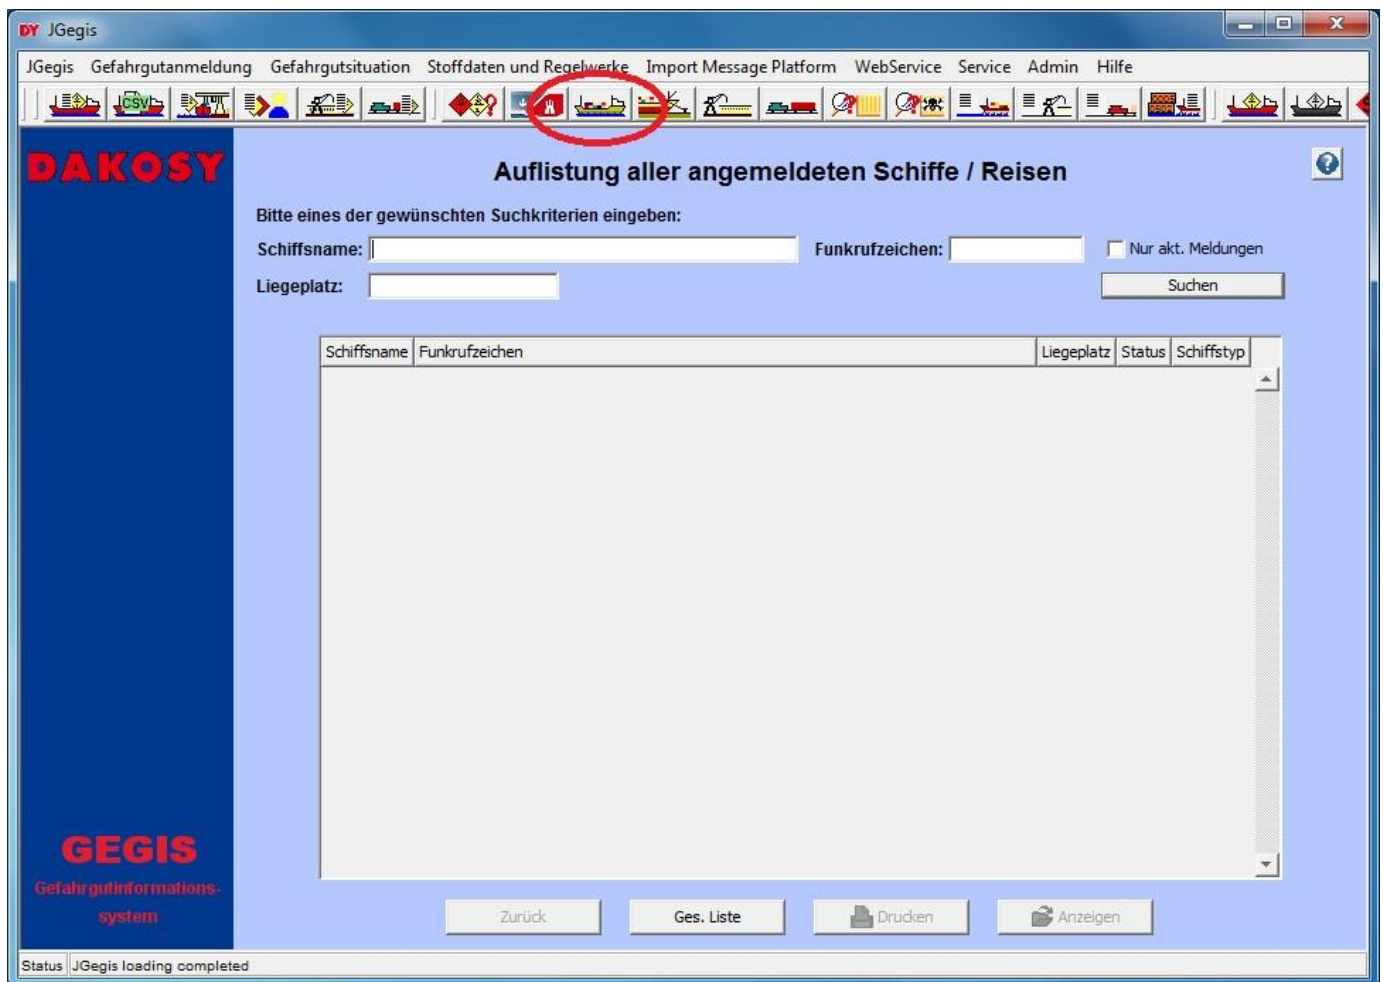 DY JGegis
JGegis Gefahrgutanmeldung Gefahrgutsituation Stoffdaten und Regelwerke Import Message Platform WebService Service Admin Hilfe
CSV
DAKOSY
Auflistung aller angemeldeten Schiffe / Reisen
Bitte eines der gewünschten Suchkriterien eingeben:
Schiffsname: Funkrufzeichen: Nur akt. Meldungen
Liegeplatz: Suchen
Schiffsname Funkrufzeichen Liegeplatz Status Schiffstyp
GEGIS
Gefahrgutinformations-
system
Zurück Ges. Liste Drucken Anzeigen
Status JGegis loading completed